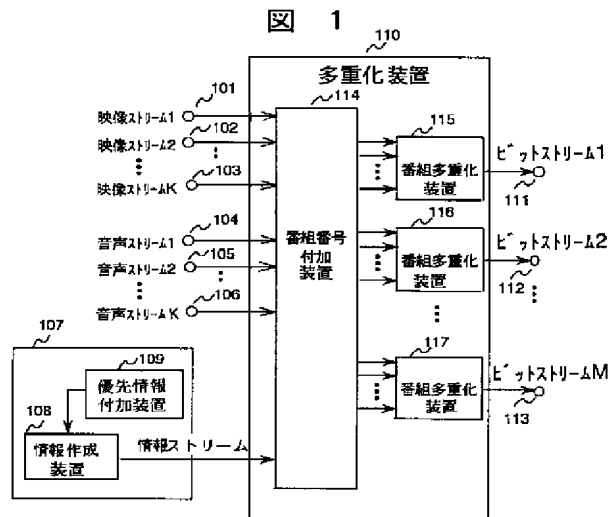 図 1
110
多重化装置
101
映像ストリーム1
102
映像ストリーム2
103
映像ストリームK
104
音声ストリーム1
105
音声ストリーム2
106
音声ストリームK
107
109
優先情報
付加装置
108
情報作成
装置
情報ストリーム
114
番組番号
付加
装置
115
番組多重化
装置
ビットストリーム1
111
116
番組多重化
装置
ビットストリーム2
112
117
番組多重化
装置
ビットストリームM
113